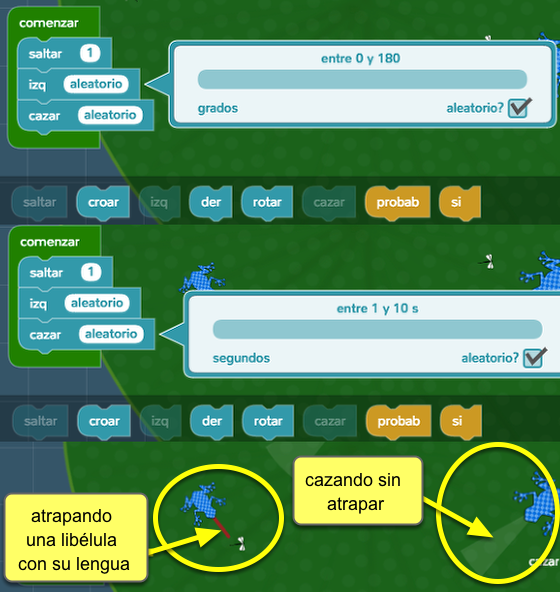 comenzar
saltar 1
izq aleatorio
cazar aleatorio
entre 0 y 180
grados aleatorio?
saltar croar izq der rotar cazar probab si
comenzar
saltar 1
izq aleatorio
cazar aleatorio
entre 1 y 10 s
segundos aleatorio?
saltar croar izq der rotar cazar probab si
atrapando
una libélula
con su lengua
cazando sin
atrapar
cazar